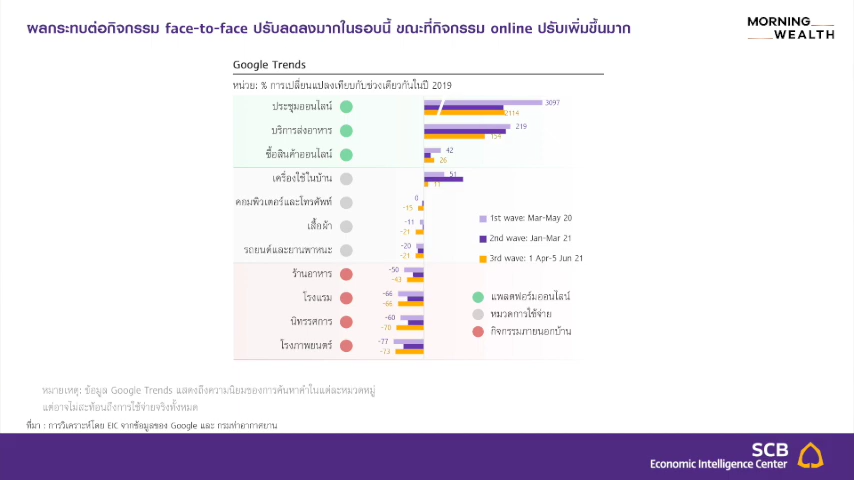 ผลกระทบต่อกิจกรรม face-to-face ปรับลดลงมากในรอบนี้ ขณะที่กิจกรรม online ปรับเพิ่มขึ้นมาก
MORNING
WEALTH
Google Trends
หน่วย: % การเปลี่ยนแปลงเทียบกับช่วงเดียวกันในปี 2019
ประชุมออนไลน์ 3097
2114
บริการส่งอาหาร 219
154
ซื้อสินค้าออนไลน์ 42
26
เครื่องใช้ในบ้าน 51
11
คอมพิวเตอร์และโทรศัพท์ 0
-15
เสื้อผ้า -11
-21
รถยนต์และยานพาหนะ -20
-21
ร้านอาหาร -50
-43
โรงแรม -66
-66
นิทรรศการ -60
-70
โรงภาพยนตร์ -77
-73
1st wave: Mar-May 20
2nd wave: Jan-Mar 21
3rd wave: 1 Apr-5 Jun 21
แพลตฟอร์มออนไลน์
หมวดการใช้จ่าย
กิจกรรมภายนอกบ้าน
หมายเหตุ: ข้อมูล Google Trends แสดงถึงความนิยมของการค้นหาคำในแต่ละหมวดหมู่
แต่อาจไม่สะท้อนถึงการใช้จ่ายจริงทั้งหมด
ที่มา : การวิเคราะห์โดย EIC จากข้อมูลของ Google และ กรมท่าอากาศยาน
SCB
Economic Intelligence Center